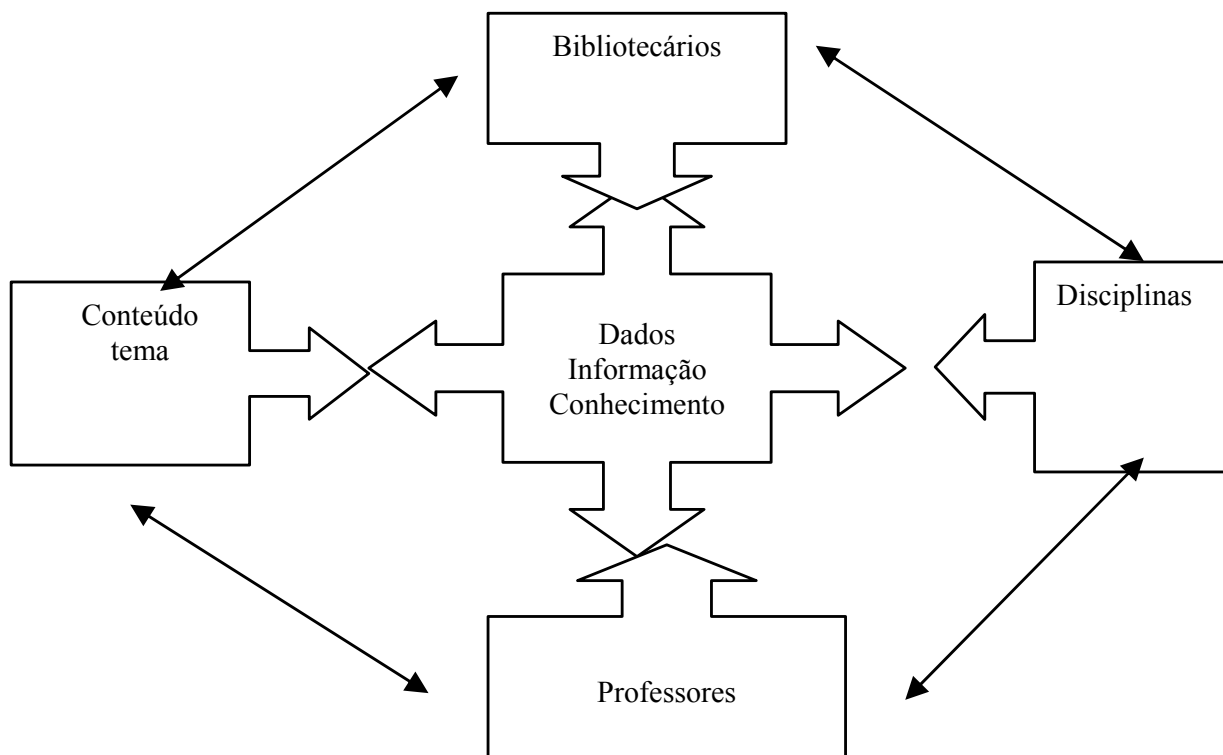 Bibliotecários
Conteúdo
tema
Dados
Informação
Conhecimento
Disciplinas
Professores